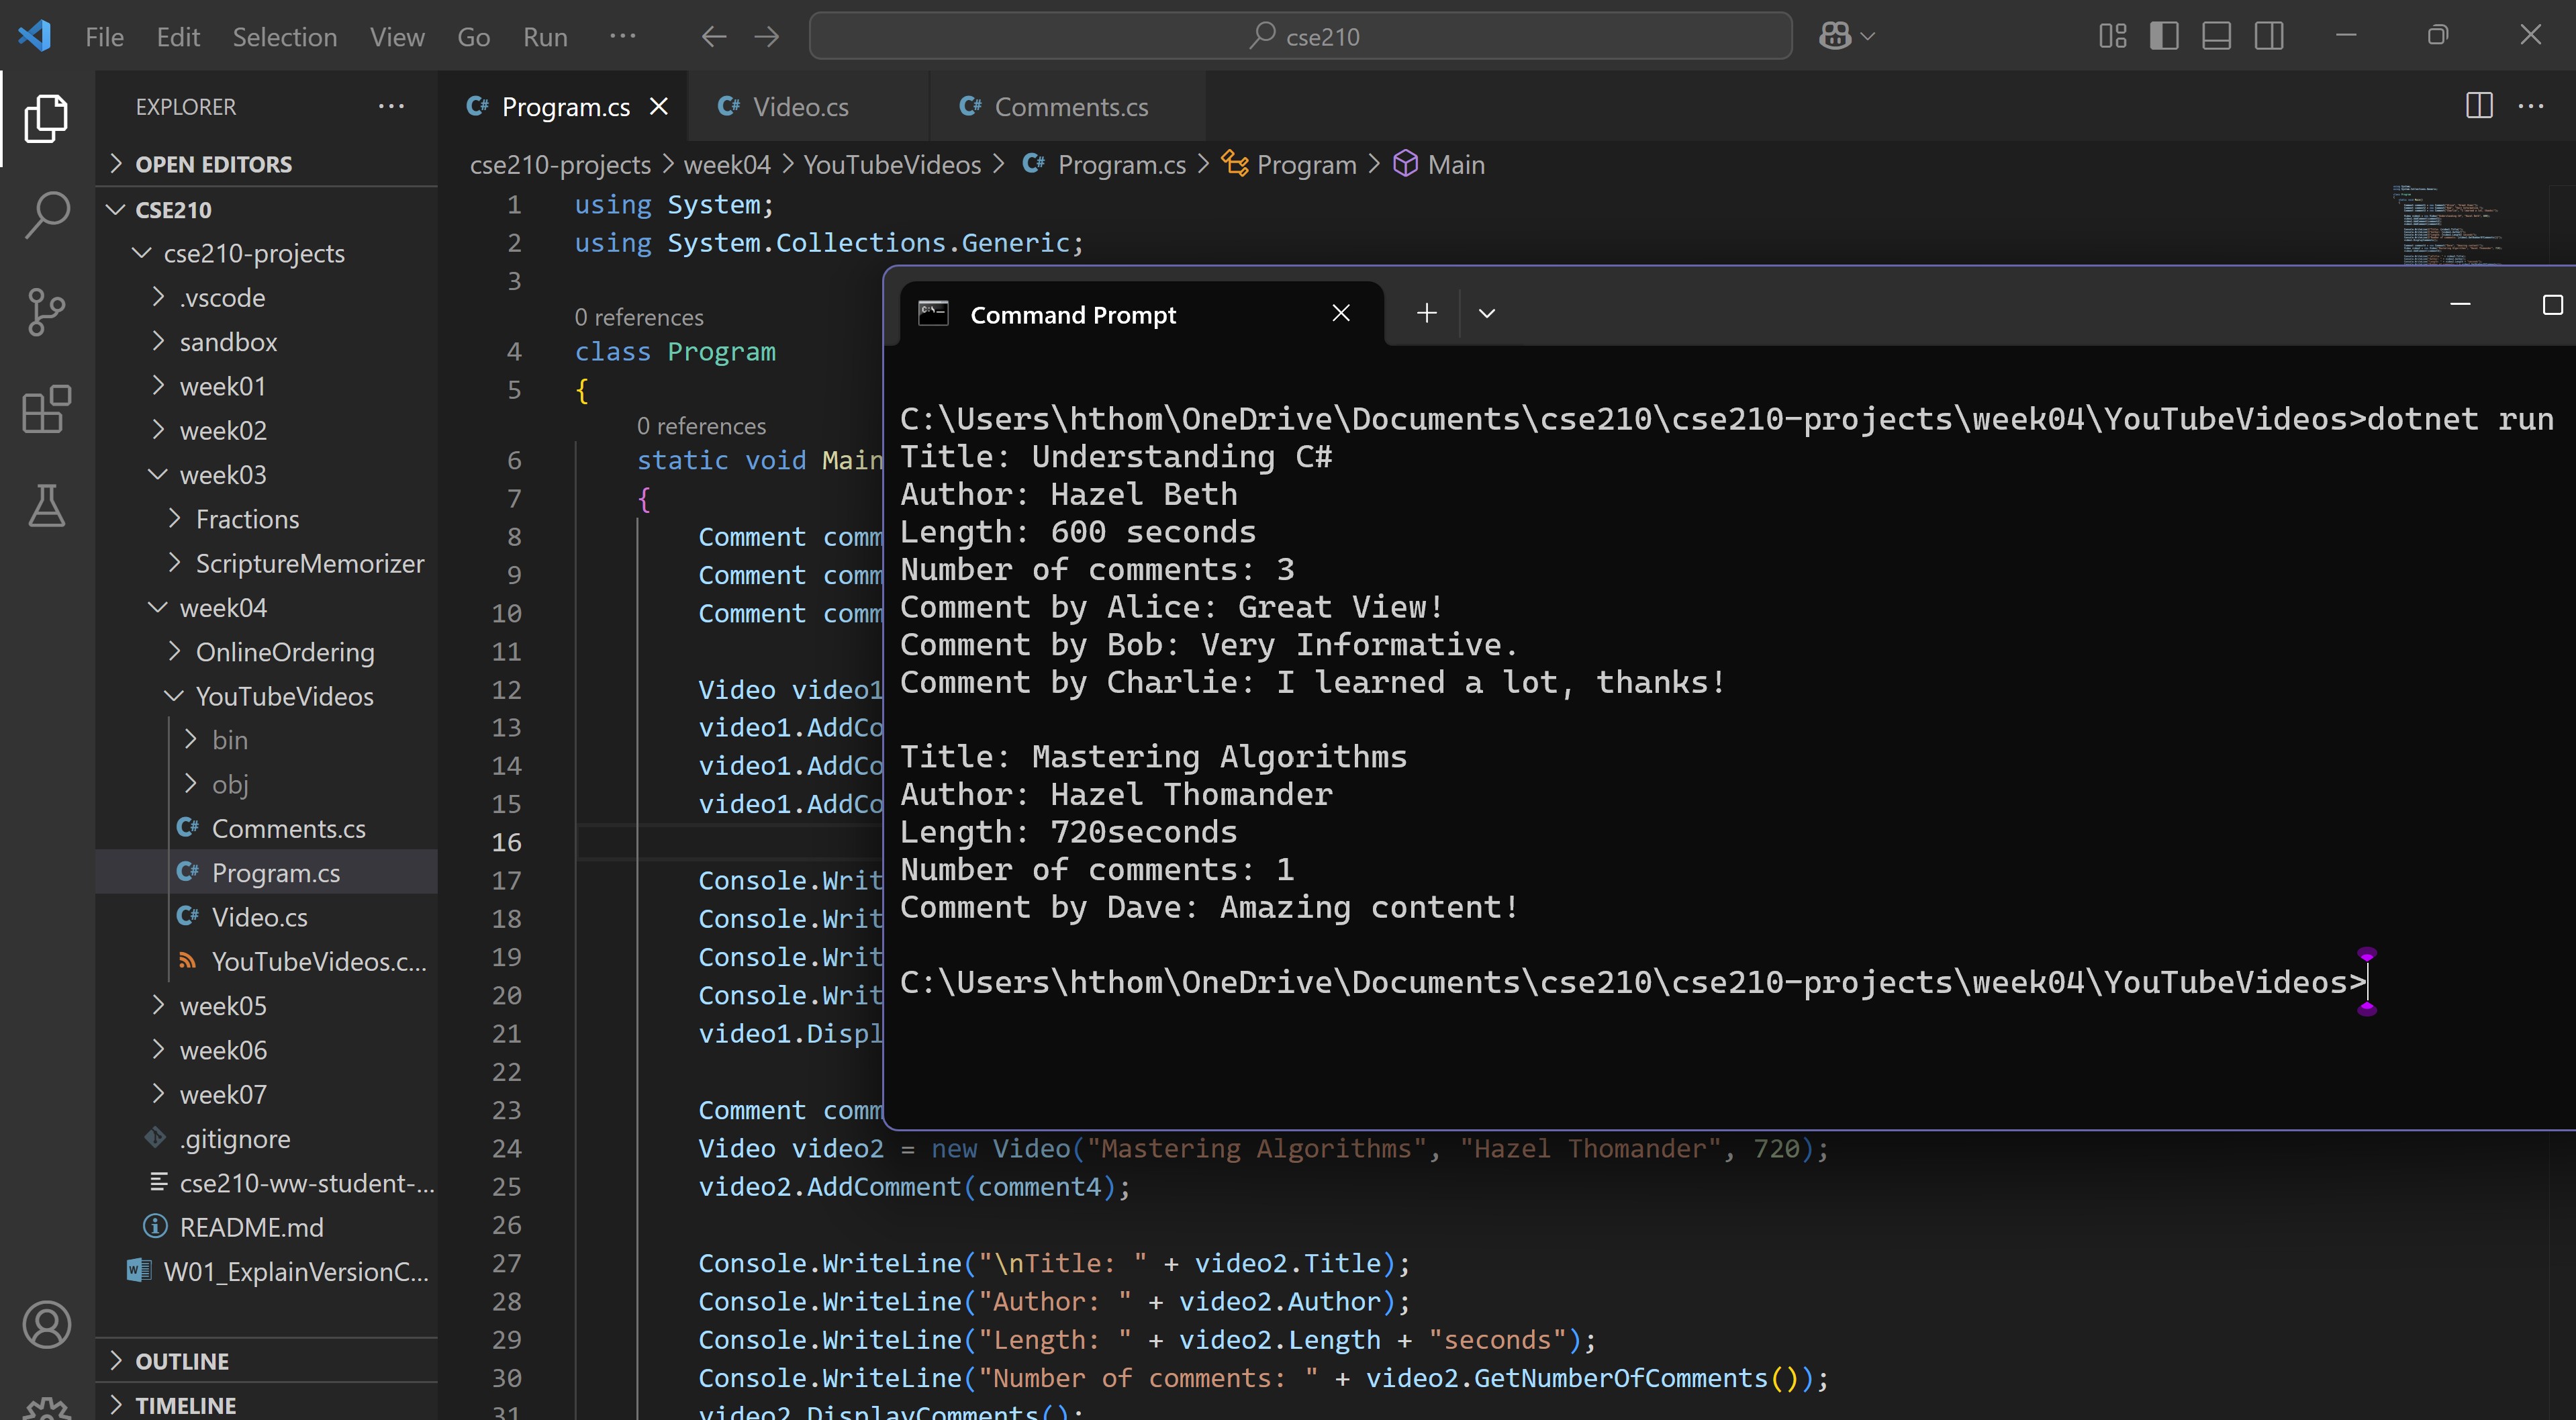 File Edit Selection View Go Run ··· cse210
EXPLORER ···
OPEN EDITORS
CSE210
cse210-projects
.vscode
sandbox
week01
week02
week03
Fractions
ScriptureMemorizer
week04
OnlineOrdering
YouTubeVideos
bin
obj
Comments.cs
Program.cs
Video.cs
YouTubeVideos.c...
week05
week06
week07
.gitignore
cse210-ww-student-...
README.md
W01_ExplainVersionC...
OUTLINE
TIMELINE
Program.cs Video.cs Comments.cs
cse210-projects > week04 > YouTubeVideos > Program.cs > Program > Main
1 using System;
2 using System.Collections.Generic;
3
0 references
4 class Program
5 {
0 references
6 static void Main
7 {
8 Comment comm
9 Comment comm
10 Comment comm
11
12 Video video1
13 video1.AddCo
14 video1.AddCo
15 video1.AddCo
16
17 Console.Writ
18 Console.Writ
19 Console.Writ
20 Console.Writ
21 video1.Displ
22
23 Comment comm
24 Video video2 = new Video("Mastering Algorithms", "Hazel Thomander", 720);
25 video2.AddComment(comment4);
26
27 Console.WriteLine("\nTitle: " + video2.Title);
28 Console.WriteLine("Author: " + video2.Author);
29 Console.WriteLine("Length: " + video2.Length + "seconds");
30 Console.WriteLine("Number of comments: " + video2.GetNumberOfComments());
31 video2.DisplayComments();
Command Prompt
C:\Users\hthom\OneDrive\Documents\cse210\cse210-projects\week04\YouTubeVideos>dotnet run
Title: Understanding C#
Author: Hazel Beth
Length: 600 seconds
Number of comments: 3
Comment by Alice: Great View!
Comment by Bob: Very Informative.
Comment by Charlie: I learned a lot, thanks!
Title: Mastering Algorithms
Author: Hazel Thomander
Length: 720seconds
Number of comments: 1
Comment by Dave: Amazing content!
C:\Users\hthom\OneDrive\Documents\cse210\cse210-projects\week04\YouTubeVideos>